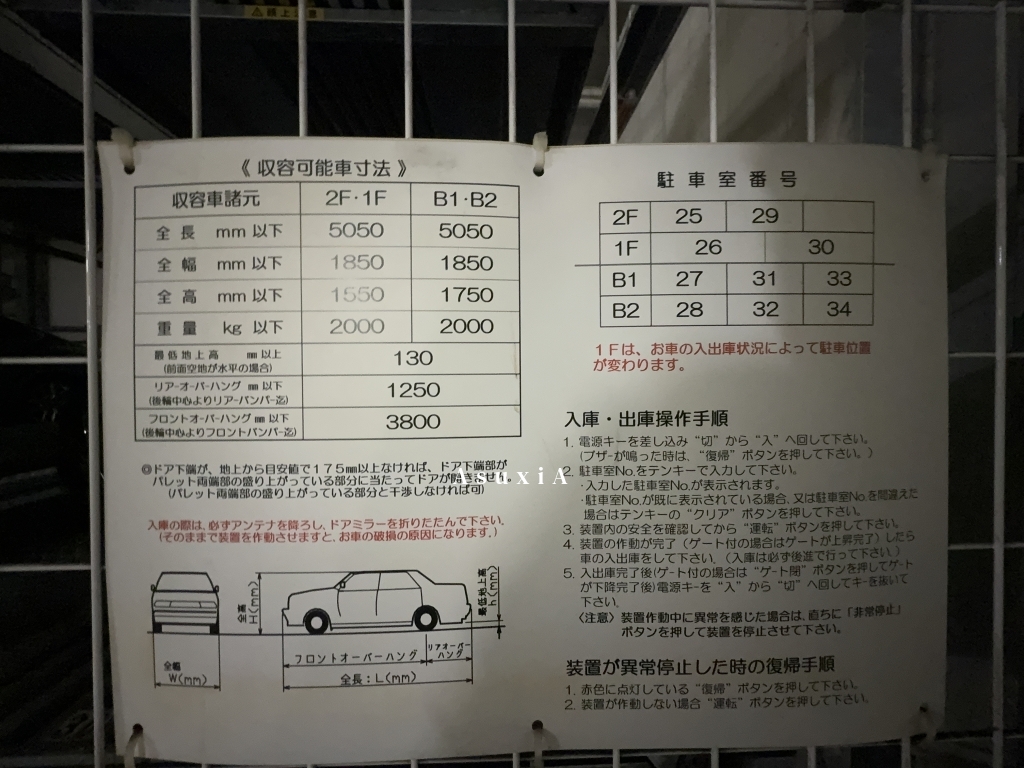 《 収容可能車寸法 》
収容車諸元 2F・1F B1・B2
全長 mm 以下 5050 5050
全幅 mm 以下 1850 1850
全高 mm 以下 1550 1750
重量 kg 以下 2000 2000
最低地上高 mm以上
(前面空地が水平の場合)
130
リアーオーバーハング mm以下
(後輪中心よりリアーバンパー迄)
1250
フロントオーバーハング mm以下
(後輪中心よりフロントバンパー迄)
3800
◎ドア下端が、地上から目安値で175mm以上なければ、ドア下端部が
パレット両端部の盛り上がっている部分に当たってドアが開きません。
(パレット両端部の盛り上がっている部分と干渉しなければ可)
AsuxiA
入庫の際は、必ずアンテナを降ろし、ドアミラーを折りたたんで下さい。
(そのままで装置を作動させますと、お車の破損の原因になります。)
全高
H(mm)
最低地上高
h(mm)
フロントオーバーハング
リアオーバー
ハング
全幅
W(mm)
全長:L(mm)
駐車室番号
2F 25 29
1F 26 30
B1 27 31 33
B2 28 32 34
1Fは、お車の入出庫状況によって駐車位置
が変わります。
入庫・出庫操作手順
1. 電源キーを差し込み“切”から“入”へ回して下さい。
(ブザーが鳴った時は、“復帰”ボタンを押して下さい。)
2. 駐車室No.をテンキーで入力して下さい。
・入力した駐車室No.が表示されます。
・駐車室No.が既に表示されている場合、又は駐車室No.を間違えた
場合はテンキーの“クリア”ボタンを押して下さい。
3. 装置内の安全を確認してから“運転”ボタンを押して下さい。
4. 装置の作動が完了(ゲート付の場合はゲートが上昇完了)したら
車の入出庫をして下さい。(入庫は必ず後進で行って下さい。)
5. 入出庫完了後(ゲート付の場合は“ゲート閉”ボタンを押してゲート
が下降完了後)電源キーを“入”から“切”へ回してキーを抜いて
下さい。
〈注意〉装置作動中に異常を感じた場合は、直ちに「非常停止」
ボタンを押して装置を停止させて下さい。
装置が異常停止した時の復帰手順
1. 赤色に点灯している“復帰”ボタンを押して下さい。
2. 装置が作動しない場合“運転”ボタンを押して下さい。